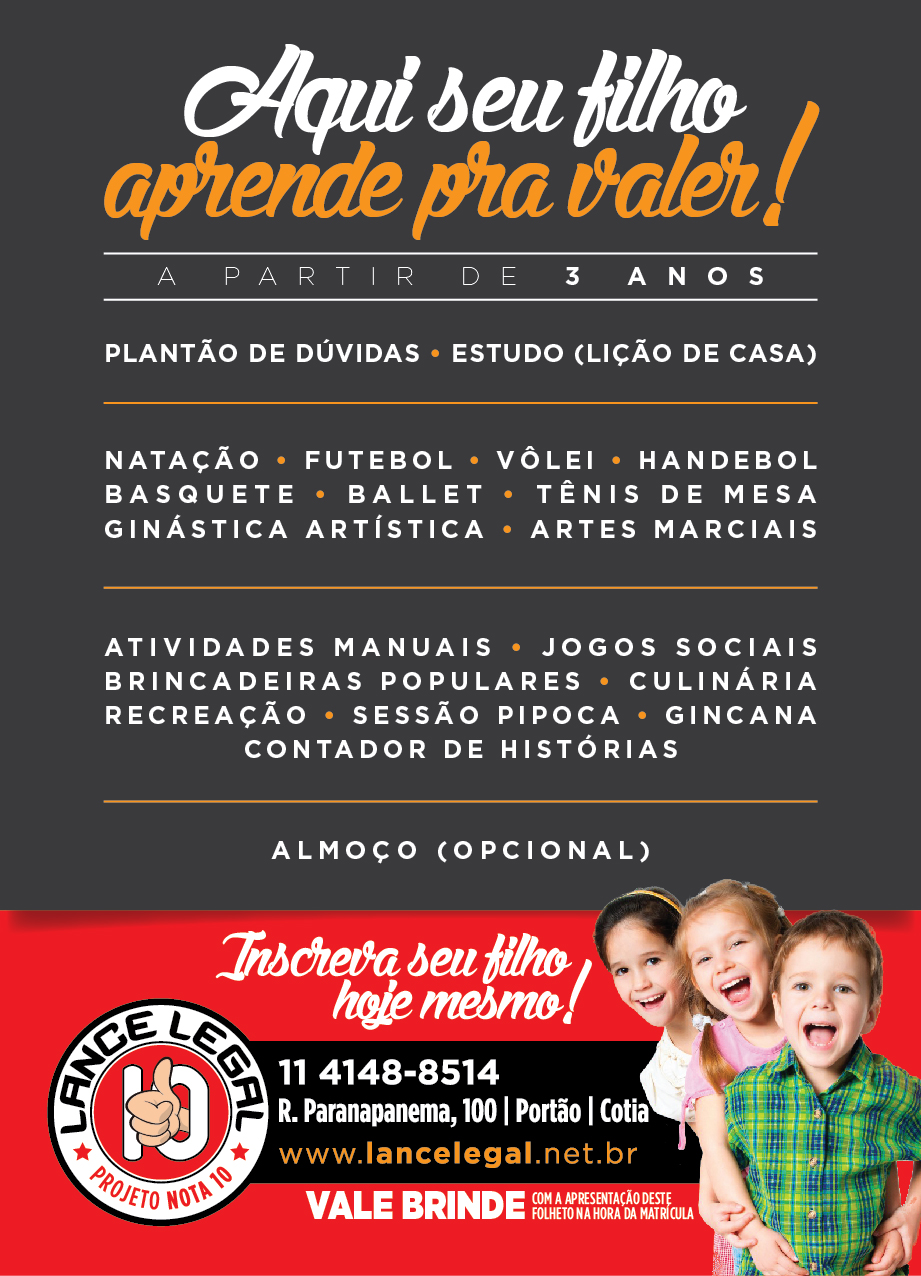 Aqui seu filho
aprende pra valer!
A PARTIR DE 3 ANOS
PLANTÃO DE DÚVIDAS • ESTUDO (LIÇÃO DE CASA)
NATAÇÃO • FUTEBOL • VÔLEI • HANDEBOL
BASQUETE • BALLET • TÊNIS DE MESA
GINÁSTICA ARTÍSTICA • ARTES MARCIAIS
ATIVIDADES MANUAIS • JOGOS SOCIAIS
BRINCADEIRAS POPULARES • CULINÁRIA
RECREAÇÃO • SESSÃO PIPOCA • GINCANA
CONTADOR DE HISTÓRIAS
ALMOÇO (OPCIONAL)
Inscreva seu filho
hoje mesmo!
LANCE LEGAL
10
PROJETO NOTA 10
11 4148-8514
R. Paranapanema, 100 | Portão | Cotia
www.lancelegal.net.br
VALE BRINDE COM A APRESENTAÇÃO DESTE
FOLHETO NA HORA DA MATRÍCULA